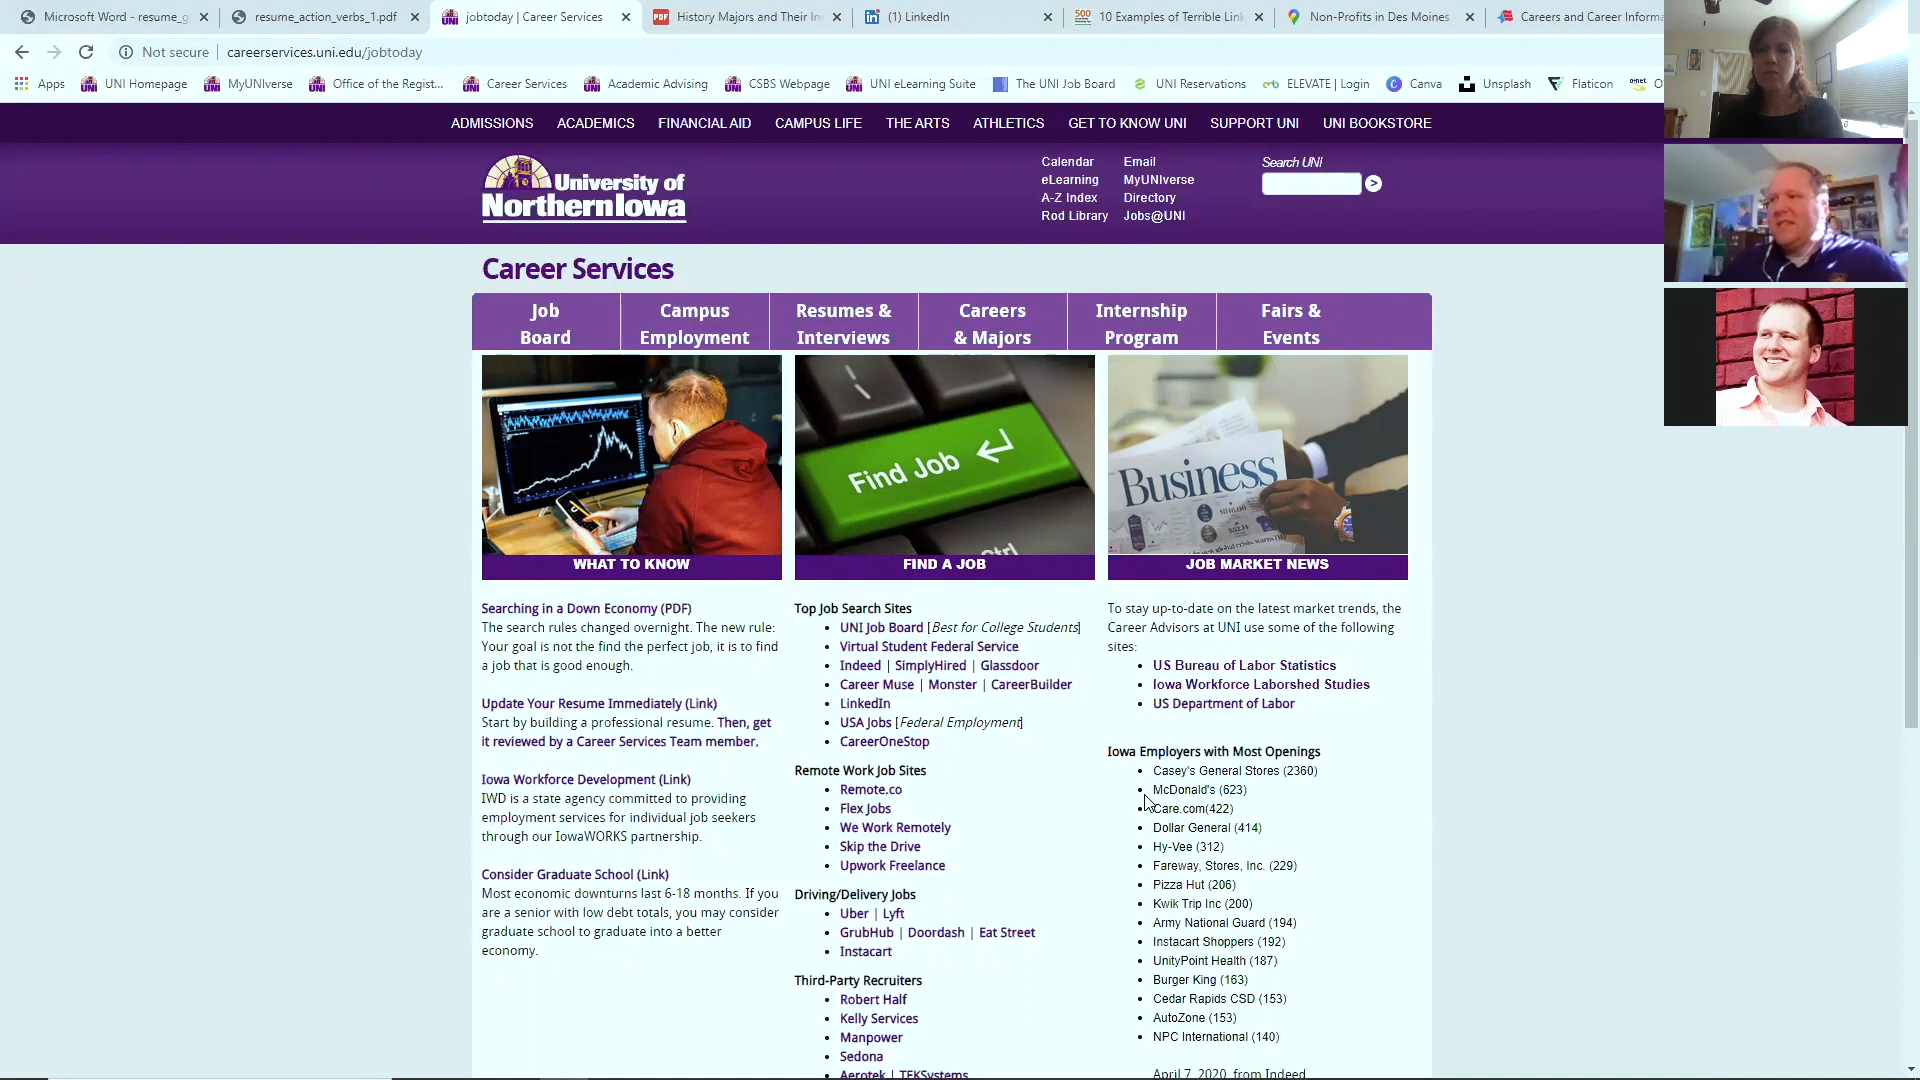 Microsoft Word - resume_g
resume_action_verbs_1.pdf
jobtoday | Career Services
History Majors and Their In
(1) LinkedIn
10 Examples of Terrible Link
Non-Profits in Des Moines
Careers and Career Informa
Not secure | careerservices.uni.edu/jobtoday
Apps
UNI Homepage
MyUNIverse
Office of the Regist...
Career Services
Academic Advising
CSBS Webpage
UNI eLearning Suite
The UNI Job Board
UNI Reservations
ELEVATE | Login
Canva
Unsplash
Flaticon
ADMISSIONS ACADEMICS FINANCIAL AID CAMPUS LIFE THE ARTS ATHLETICS GET TO KNOW UNI SUPPORT UNI UNI BOOKSTORE
University of
Northern Iowa
Calendar Email
eLearning MyUNIverse
A-Z Index Directory
Rod Library Jobs@UNI
Search UNI
>
Career Services
Job
Board
Campus
Employment
Resumes &
Interviews
Careers
& Majors
Internship
Program
Fairs &
Events
WHAT TO KNOW
Searching in a Down Economy (PDF)
The search rules changed overnight. The new rule:
Your goal is not the find the perfect job, it is to find
a job that is good enough.
Update Your Resume Immediately (Link)
Start by building a professional resume. Then, get
it reviewed by a Career Services Team member.
Iowa Workforce Development (Link)
IWD is a state agency committed to providing
employment services for individual job seekers
through our IowaWORKS partnership.
Consider Graduate School (Link)
Most economic downturns last 6-18 months. If you
are a senior with low debt totals, you may consider
graduate school to graduate into a better
economy.
Find Job
Ctrl
FIND A JOB
Top Job Search Sites
UNI Job Board [Best for College Students]
Virtual Student Federal Service
Indeed | SimplyHired | Glassdoor
Career Muse | Monster | CareerBuilder
LinkedIn
USA Jobs [Federal Employment]
CareerOneStop
Remote Work Job Sites
Remote.co
Flex Jobs
We Work Remotely
Skip the Drive
Upwork Freelance
Driving/Delivery Jobs
Uber | Lyft
GrubHub | Doordash | Eat Street
Instacart
Third-Party Recruiters
Robert Half
Kelly Services
Manpower
Sedona
Aerotek | TEKSystems
Business
JOB MARKET NEWS
To stay up-to-date on the latest market trends, the
Career Advisors at UNI use some of the following
sites:
US Bureau of Labor Statistics
Iowa Workforce Laborshed Studies
US Department of Labor
Iowa Employers with Most Openings
Casey's General Stores (2360)
McDonald's (623)
Care.com(422)
Dollar General (414)
Hy-Vee (312)
Fareway, Stores, Inc. (229)
Pizza Hut (206)
Kwik Trip Inc (200)
Army National Guard (194)
Instacart Shoppers (192)
UnityPoint Health (187)
Burger King (163)
Cedar Rapids CSD (153)
AutoZone (153)
NPC International (140)
April 7, 2020, from Indeed